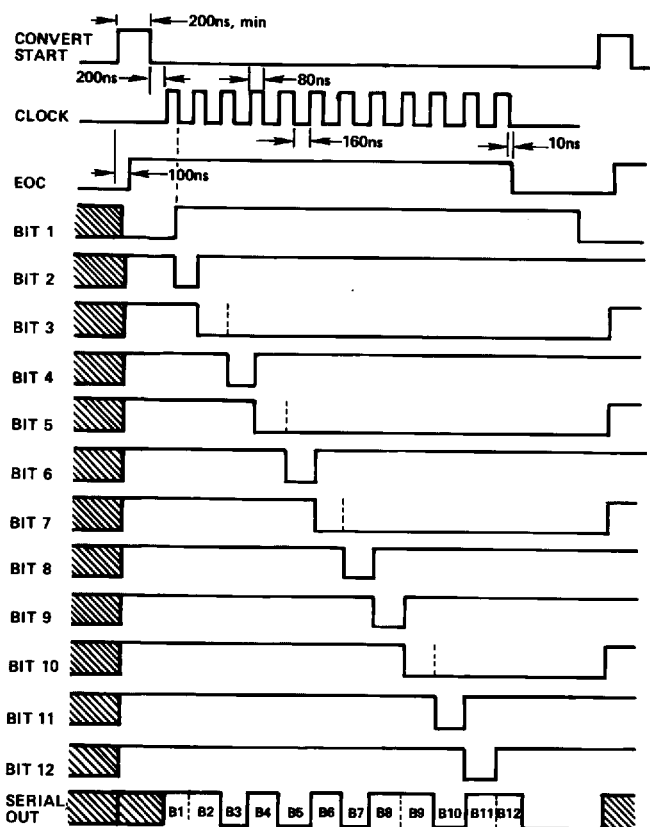 200ns, min
CONVERT
START
200ns
80ns
CLOCK
160ns
10ns
EOC
100ns
BIT 1
BIT 2
BIT 3
BIT 4
BIT 5
BIT 6
BIT 7
BIT 8
BIT 9
BIT 10
BIT 11
BIT 12
SERIAL
OUT
B1 B2 B3 B4 B5 B6 B7 B8 B9 B10 B11 B12